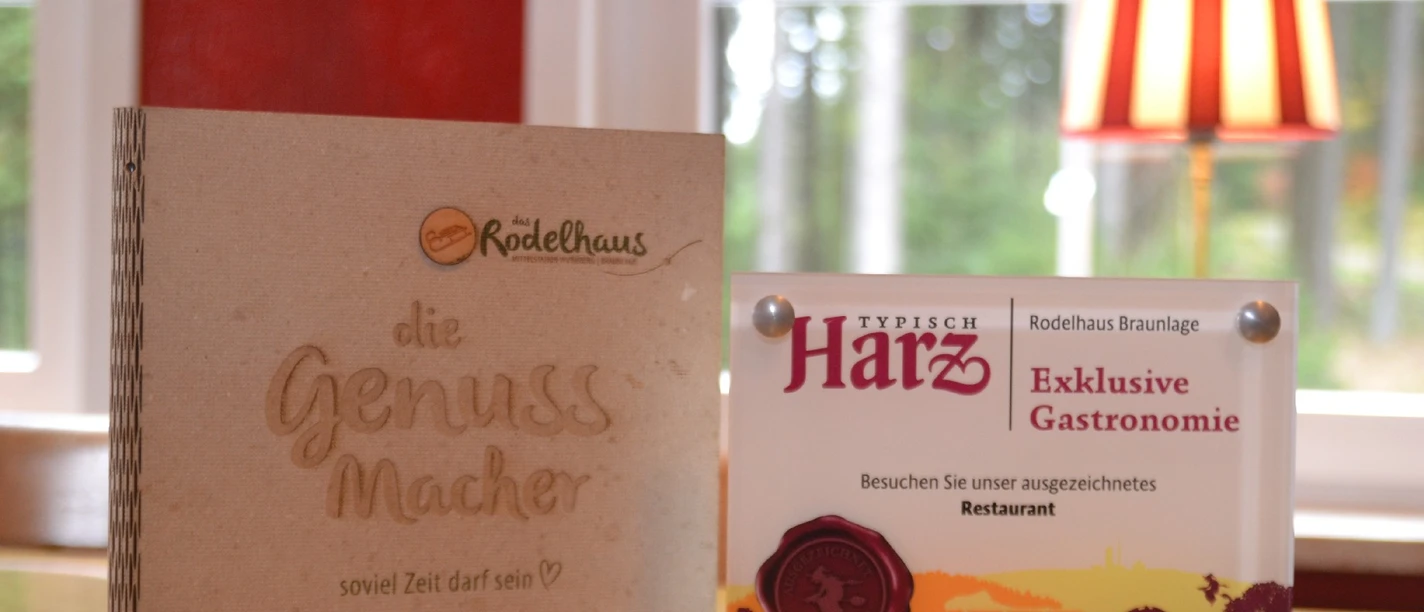 das
Rodelhaus
die
Genuss
Macher
soviel Zeit darf sein
TYPISCH
Harz
Rodelhaus Braunlage
Exklusive
Gastronomie
Besuchen Sie unser ausgezeichnetes
Restaurant